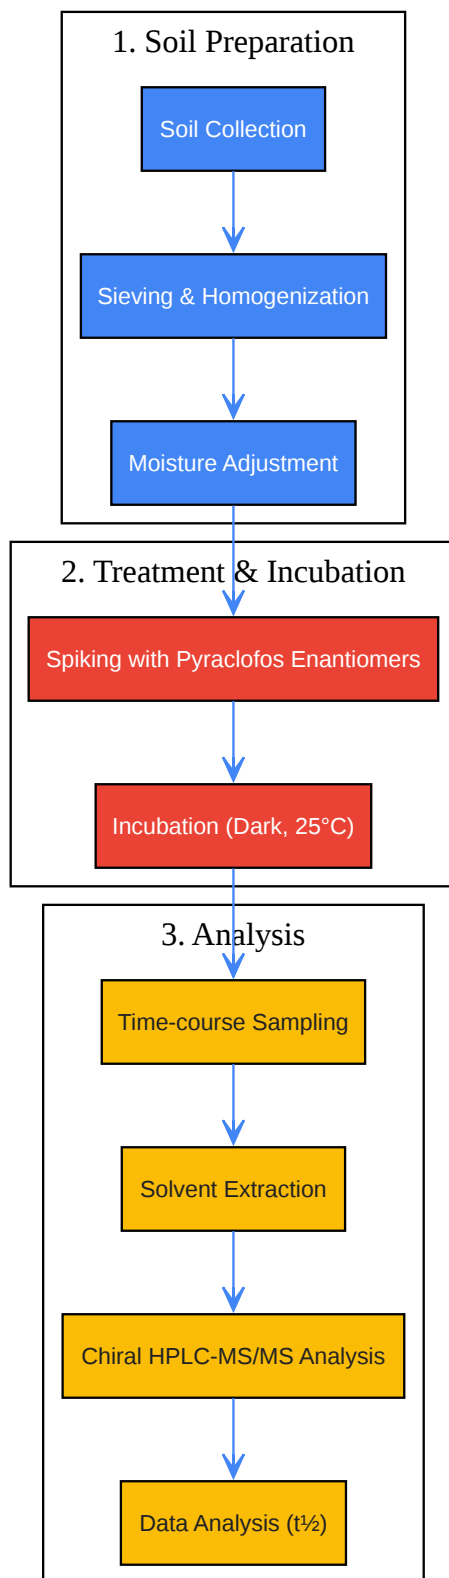 1. Soil Preparation
Soil Collection
Sieving & Homogenization
Moisture Adjustment
2. Treatment & Incubation
Spiking with Pyraclofos Enantiomers
Incubation (Dark, 25°C)
3. Analysis
Time-course Sampling
Solvent Extraction
Chiral HPLC-MS/MS Analysis
Data Analysis (t½)